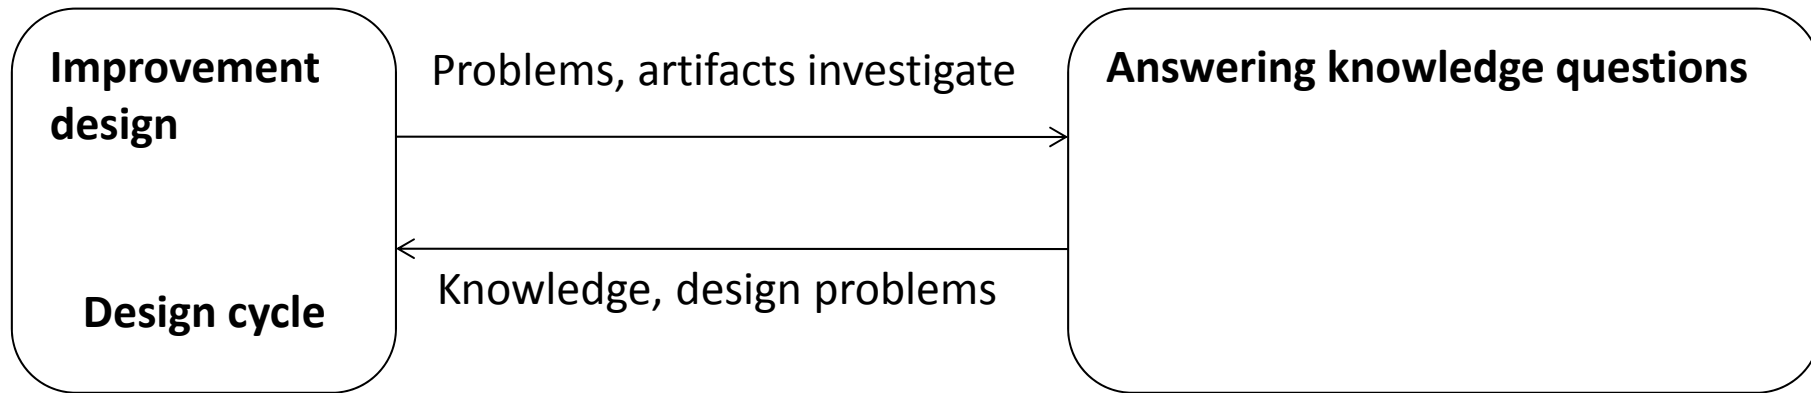 Improvement
design
Design cycle
Problems, artifacts investigate
Knowledge, design problems
Answering knowledge questions